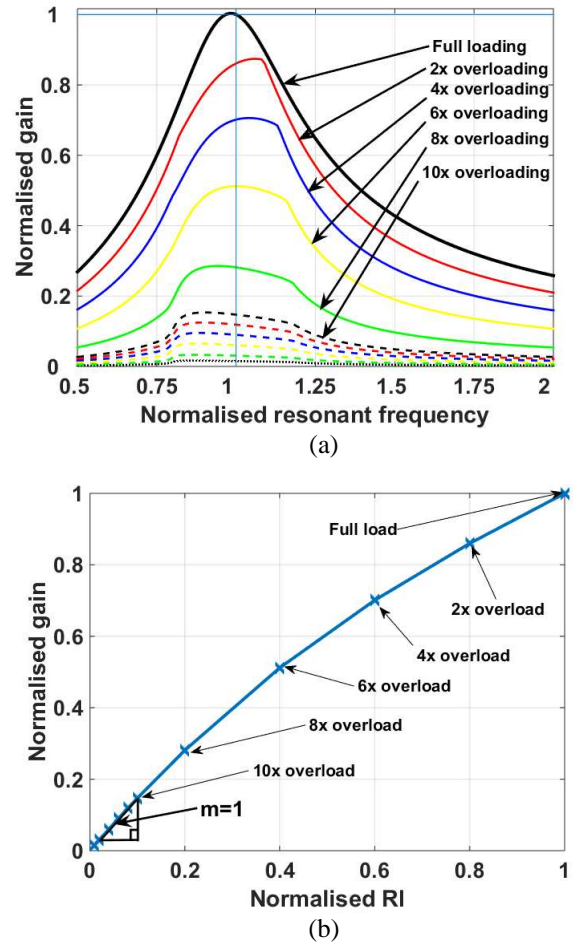 Normalised gain
1
0.8
0.6
0.4
0.2
0
Full loading
2x overloading
4x overloading
6x overloading
8x overloading
10x overloading
0.5 0.75 1 1.25 1.5 1.75 2
Normalised resonant frequency
(a)
Normalised gain
1
0.8
0.6
0.4
0.2
0
Full load
2x overload
4x overload
6x overload
8x overload
10x overload
m=1
0 0.2 0.4 0.6 0.8 1
Normalised Rl
(b)